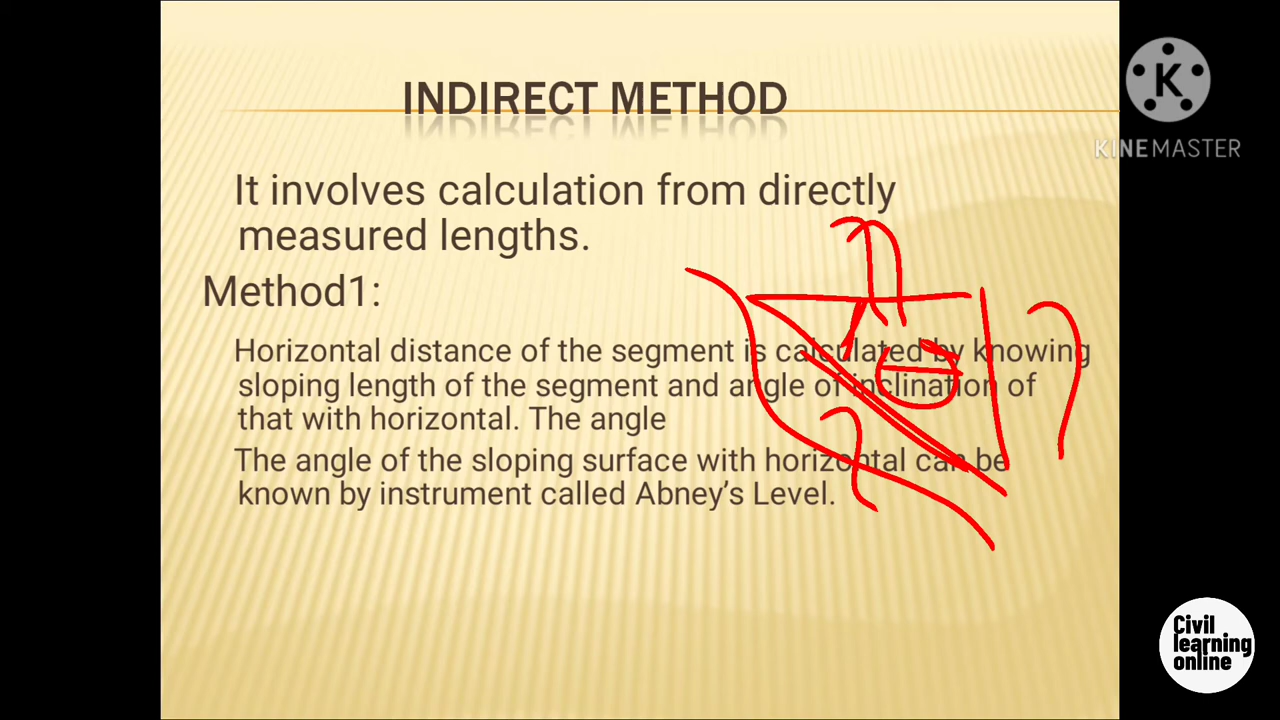 INDIRECT METHOD
K
KINEMASTER
It involves calculation from directly
measured lengths.
Method1:
Horizontal distance of the segment is calculated by knowing
sloping length of the segment and angle of inclination of
that with horizontal. The angle
The angle of the sloping surface with horizontal can be
known by instrument called Abney’s Level.
Civil
learning
online